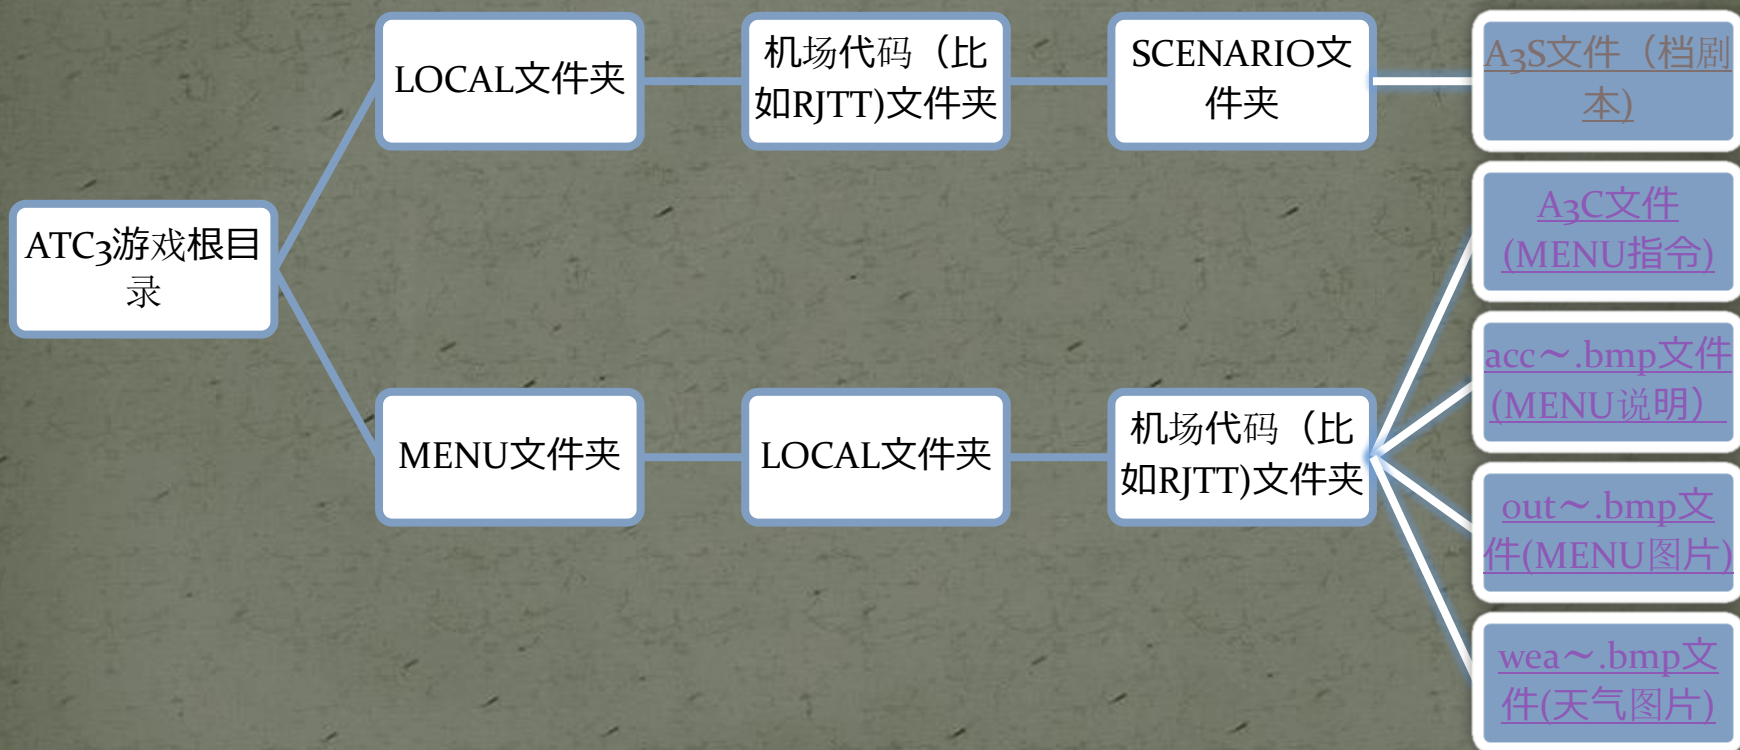 LOCAL文件夹
机场代码（比
如RJTT)文件夹
SCENARIO文
件夹
A3S文件（档剧
本)
ATC3游戏根目
录
A3C文件
(MENU指令)
acc～.bmp文件
(MENU说明）
MENU文件夹
LOCAL文件夹
机场代码（比
如RJTT)文件夹
out～.bmp文
件(MENU图片)
wea～.bmp文
件(天气图片)